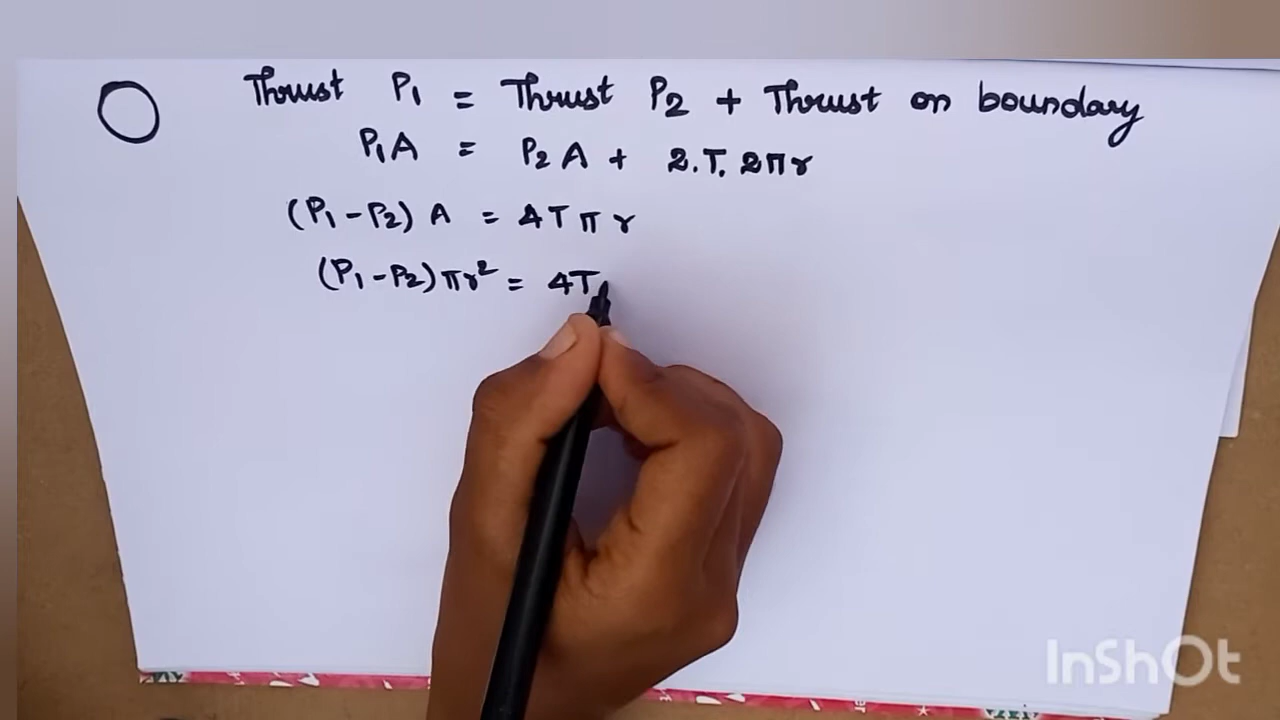 Thrust P1 = Thrust P2 + Thrust on boundary
P1A = P2A + 2.T. 2πr
(P1-P2) A = 4Tπr
(P1-P2)πr² = 4T
InShOt